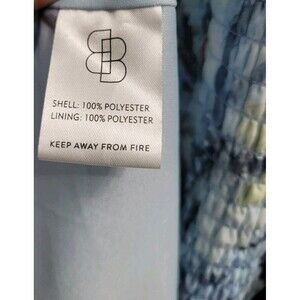 SHELL: 100% POLYESTER
LINING: 100% POLYESTER
KEEP AWAY FROM FIRE